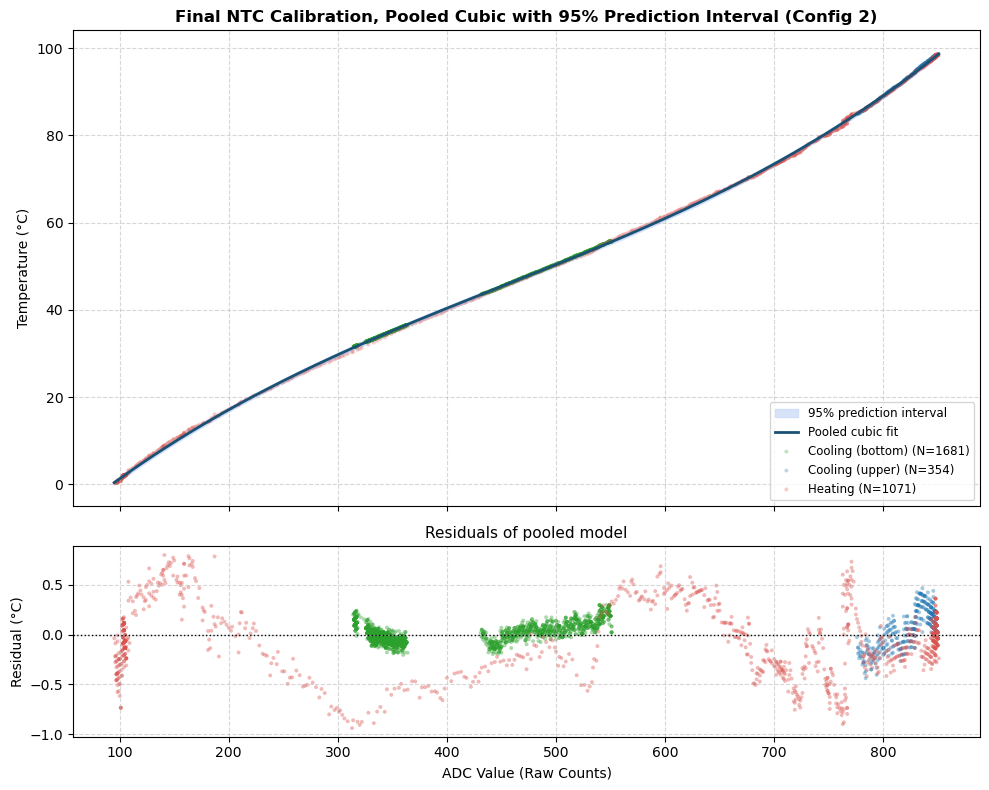 Final NTC Calibration, Pooled Cubic with 95% Prediction Interval (Config 2)
100
80
60
40
20
0
Temperature (°C)
95% prediction interval
Pooled cubic fit
Cooling (bottom) (N=1681)
Cooling (upper) (N=354)
Heating (N=1071)
Residuals of pooled model
0.5
0.0
−0.5
−1.0
Residual (°C)
100 200 300 400 500 600 700 800
ADC Value (Raw Counts)